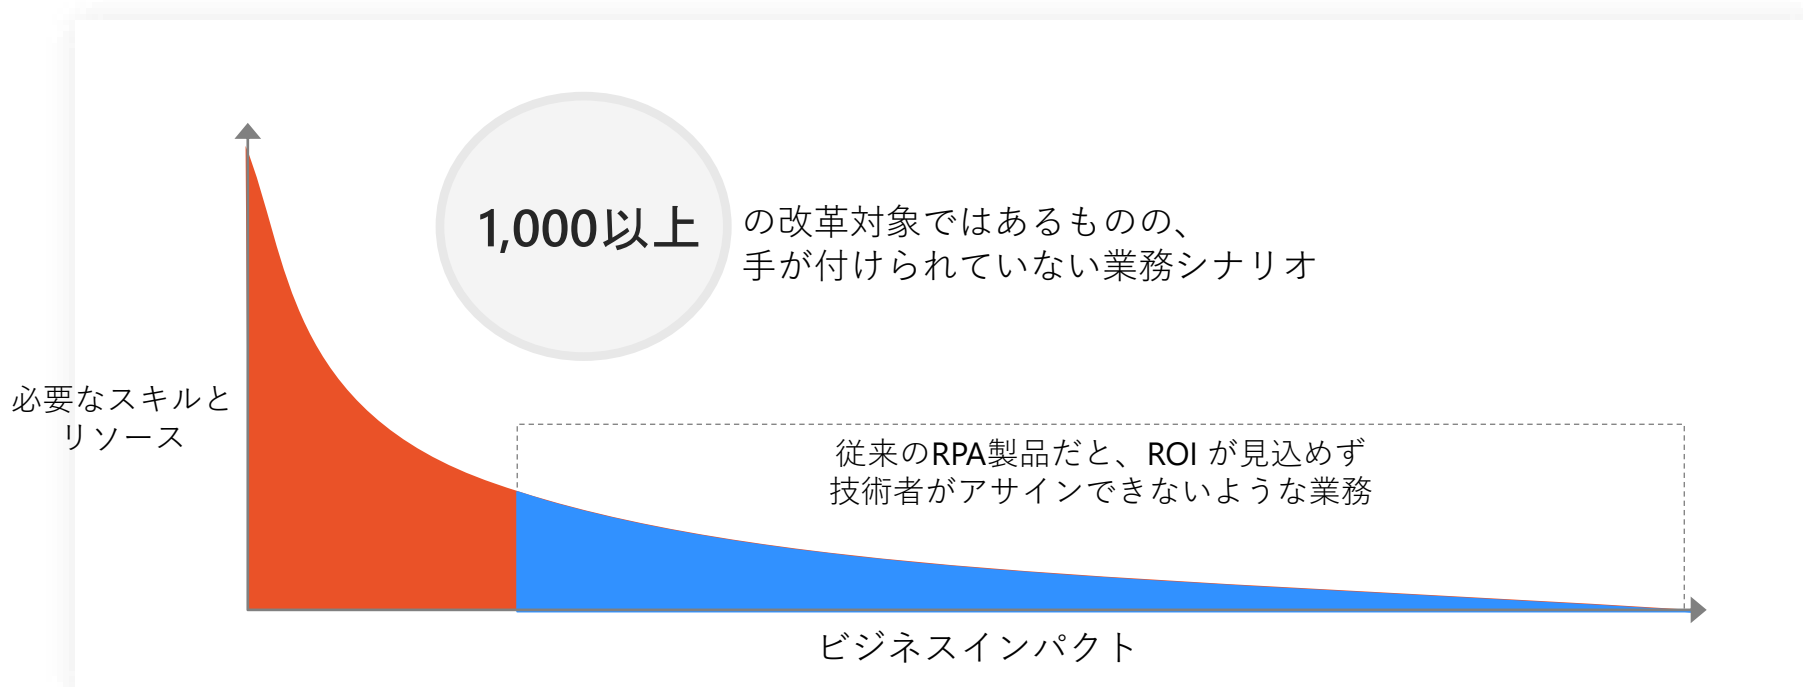 1,000以上
の改革対象ではあるものの、
手が付けられていない業務シナリオ
必要なスキルと
リソース
従来のRPA製品だと、ROI が見込めず
技術者がアサインできないような業務
ビジネスインパクト